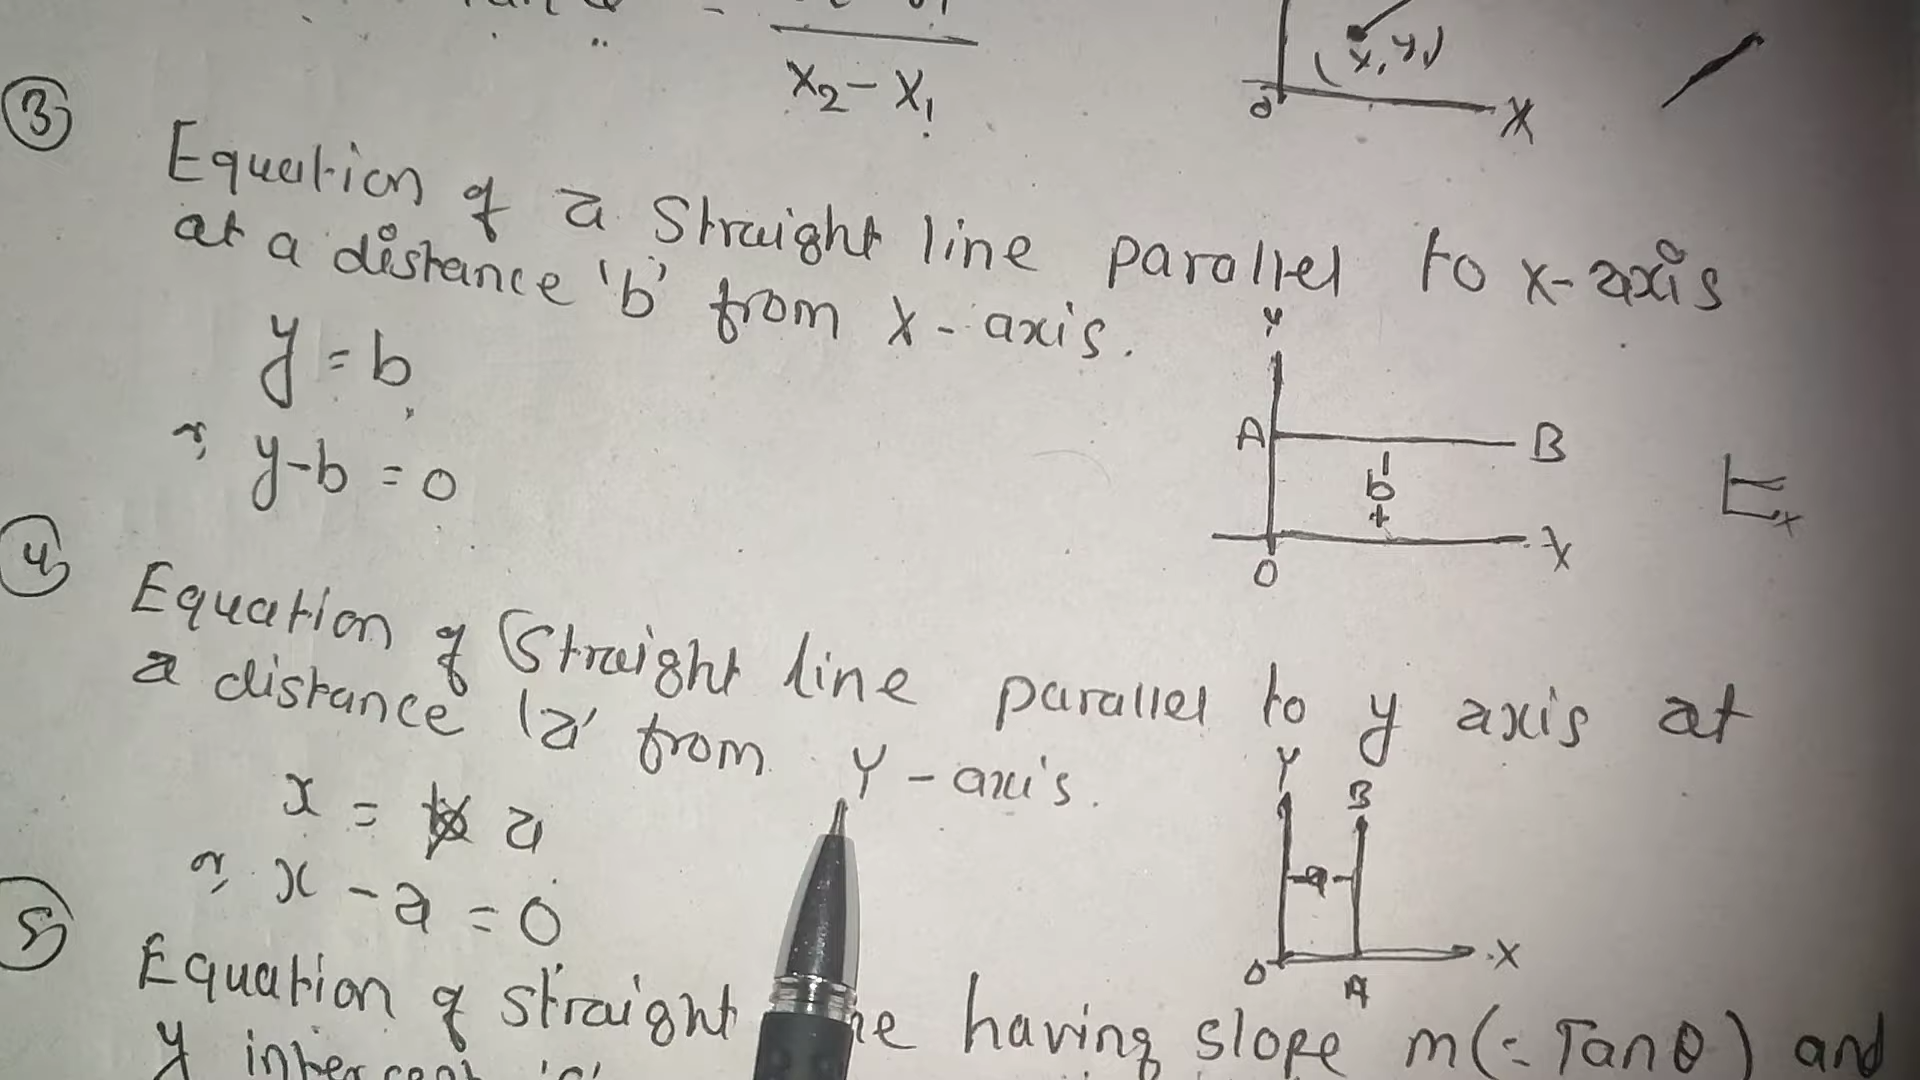 x₂ - x₁
(x, y₁)
O
X
③
Equation of a Straight line parallel to x-axis
at a distance 'b' from x-axis.
y = b
or, y-b = 0
Y
A
B
b
O
X
x
④
Equation of Straight line parallel to y axis at
a distance 'a' from Y-axis.
x = a
or, x - a = 0
Y
B
a
O
A
X
⑤
Equation of straight having slope m(= Tanθ) and
y intercept 'c'